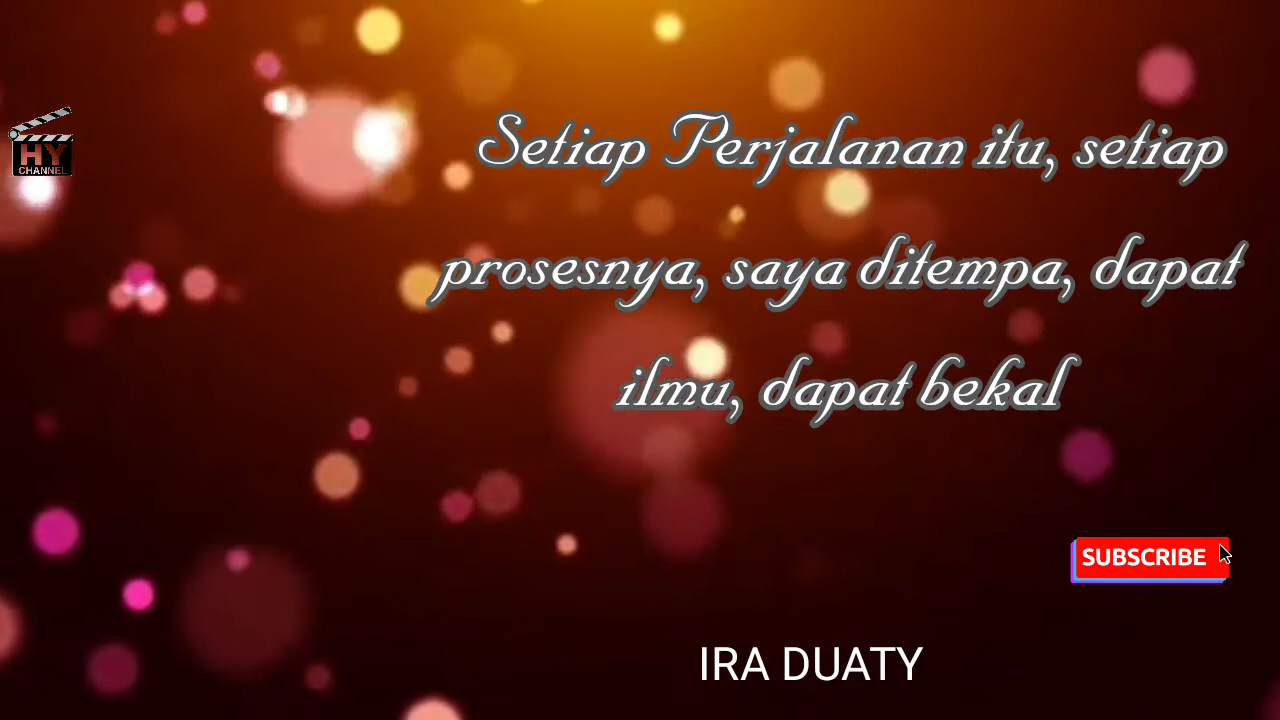 HY
CHANNEL
Setiap Perjalanan itu, setiap
prosesnya, saya ditempa, dapat
ilmu, dapat bekal
SUBSCRIBE
IRA DUATY